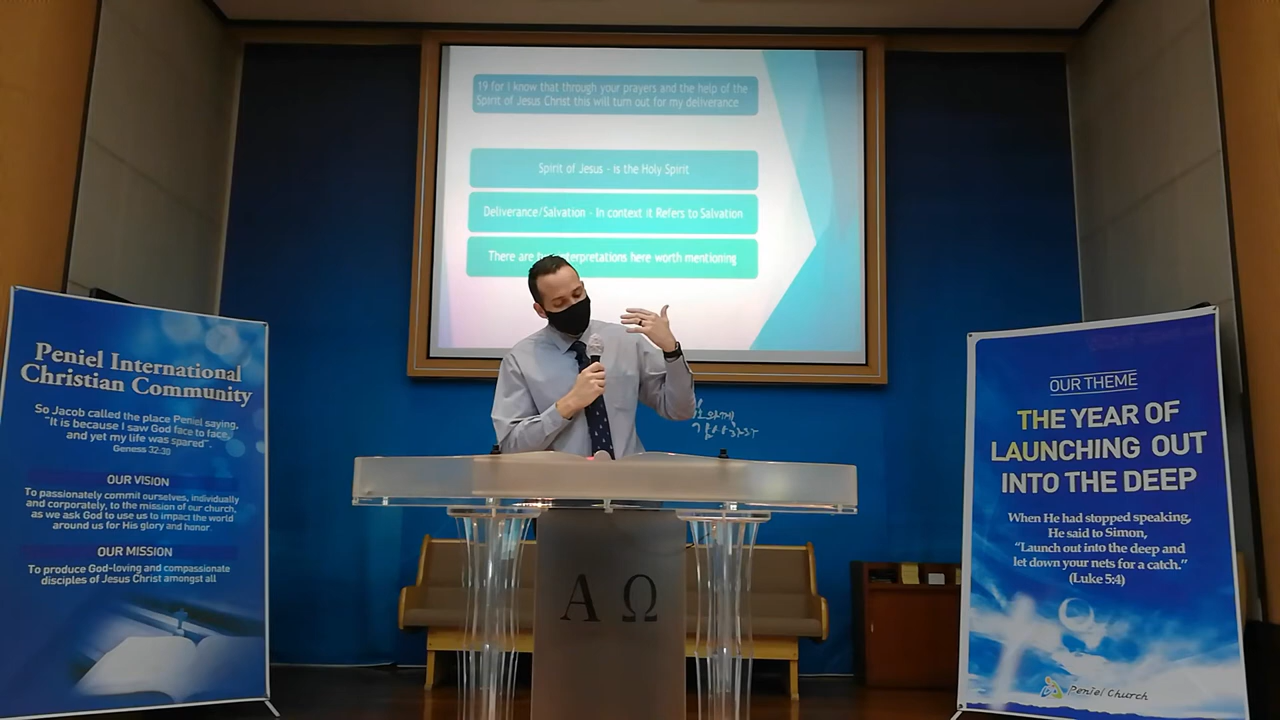 19 for I know that through your prayers and the help of the
Spirit of Jesus Christ this will turn out for my deliverance
Spirit of Jesus - is the Holy Spirit
Deliverance/Salvation - In context it Refers to Salvation
There are interpretations here worth mentioning
Peniel International
Christian Community
So Jacob called the place Peniel saying,
"It is because I saw God face to face,
and yet my life was spared".
Geness 32:30
OUR VISION
To passionately commit ourselves, individually
and corporately, to the mission of our church,
as we ask God to use us to impact the world
around us for His glory and honor.
OUR MISSION
To produce God-loving and compassionate
disciples of Jesus Christ amongst all
Α Ω
OUR THEME
THE YEAR OF
LAUNCHING OUT
INTO THE DEEP
When He had stopped speaking,
He said to Simon,
"Launch out into the deep and
let down your nets for a catch."
(Luke 5:4)
Peniel Church